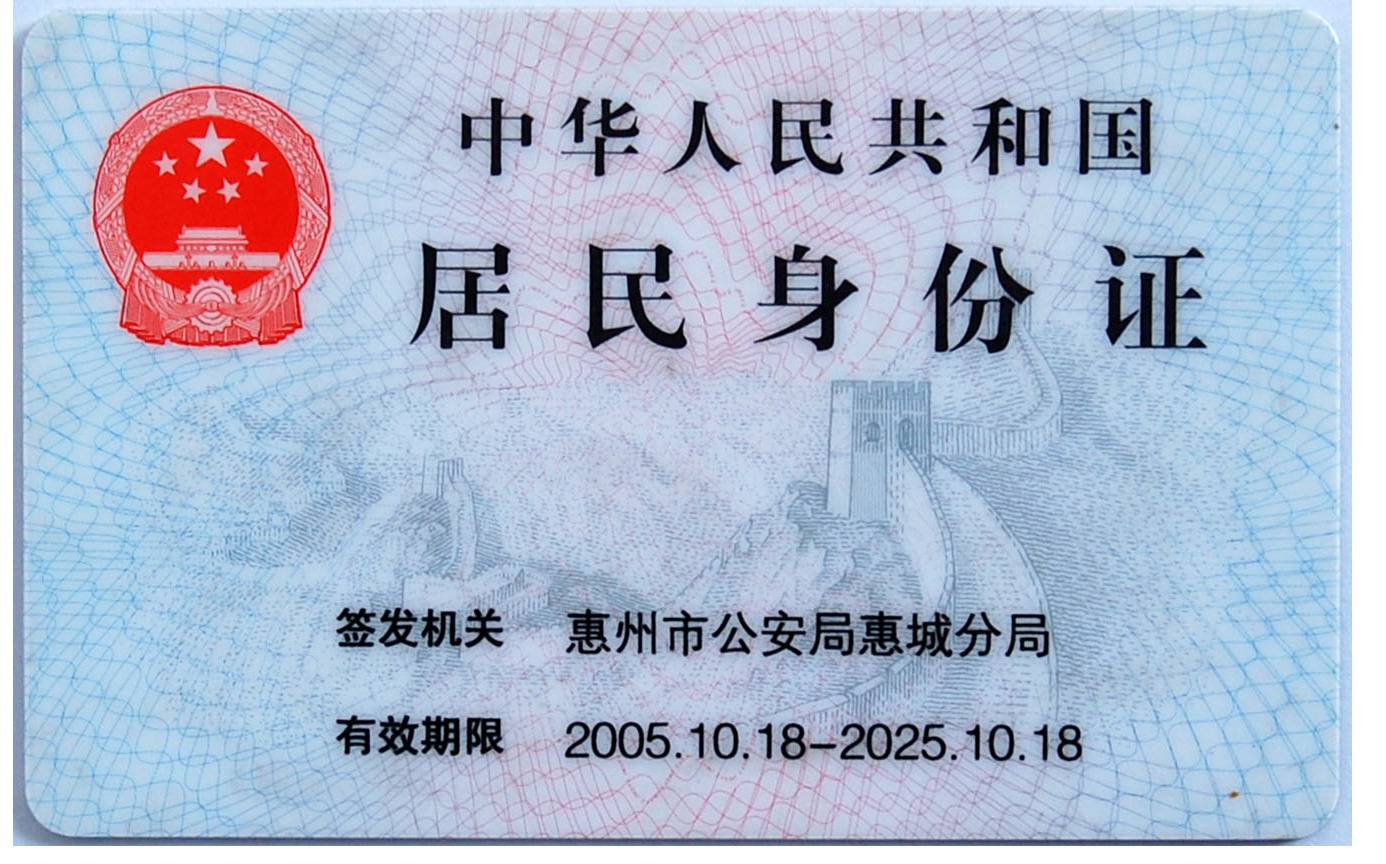 中华人民共和国
居民身份证
签发机关 惠州市公安局惠城分局
有效期限 2005.10.18-2025.10.18